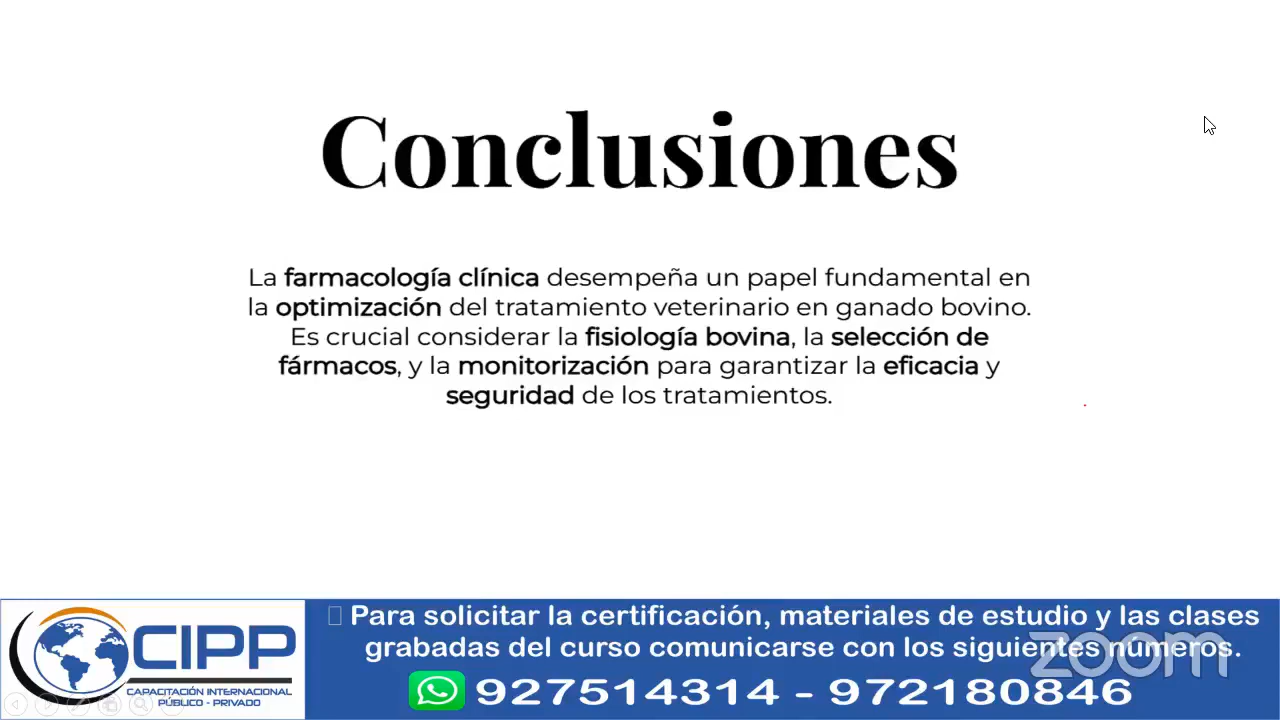 Conclusiones
La farmacología clínica desempeña un papel fundamental en
la optimización del tratamiento veterinario en ganado bovino.
Es crucial considerar la fisiología bovina, la selección de
fármacos, y la monitorización para garantizar la eficacia y
seguridad de los tratamientos.
CIPP
CAPACITACIÓN INTERNACIONAL
PÚBLICO - PRIVADO
Para solicitar la certificación, materiales de estudio y las clases
grabadas del curso comunicarse con los siguientes números.
927514314 - 972180846
zoom